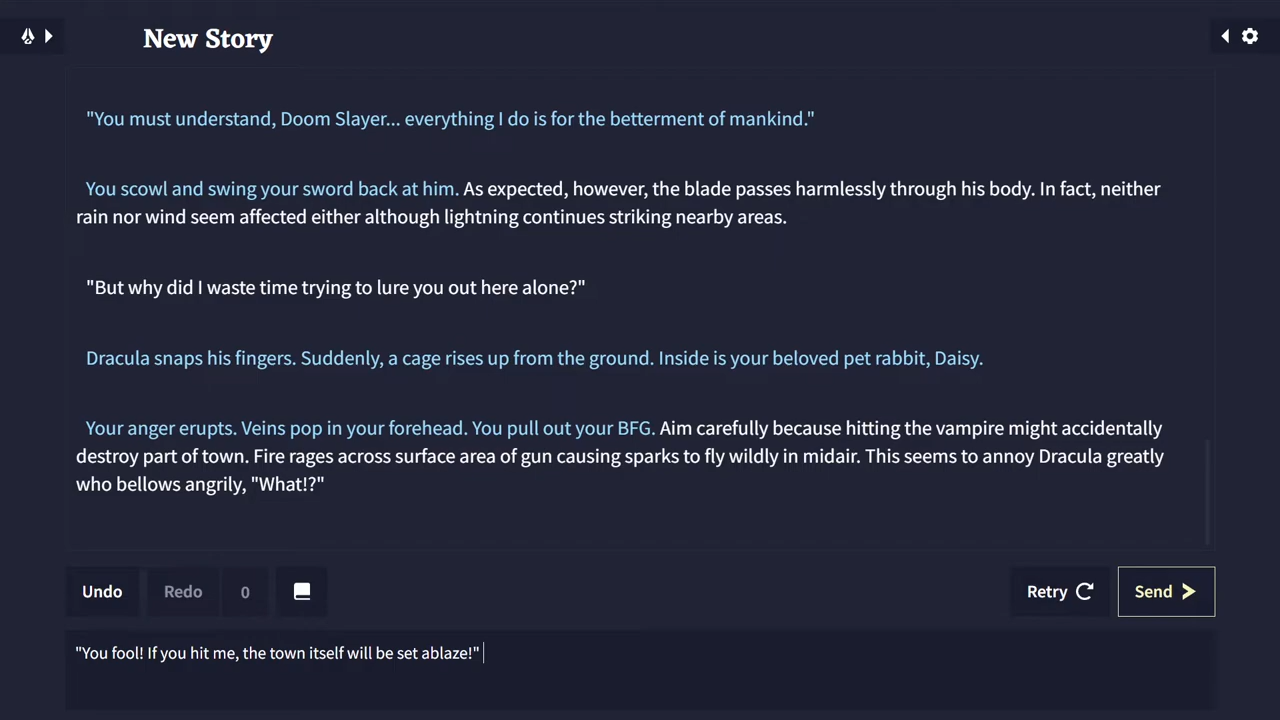 New Story
"You must understand, Doom Slayer... everything I do is for the betterment of mankind."
You scowl and swing your sword back at him. As expected, however, the blade passes harmlessly through his body. In fact, neither
rain nor wind seem affected either although lightning continues striking nearby areas.
"But why did I waste time trying to lure you out here alone?"
Dracula snaps his fingers. Suddenly, a cage rises up from the ground. Inside is your beloved pet rabbit, Daisy.
Your anger erupts. Veins pop in your forehead. You pull out your BFG. Aim carefully because hitting the vampire might accidentally
destroy part of town. Fire rages across surface area of gun causing sparks to fly wildly in midair. This seems to annoy Dracula greatly
who bellows angrily, "What!?"
Undo Redo 0 Retry Send
"You fool! If you hit me, the town itself will be set ablaze!"